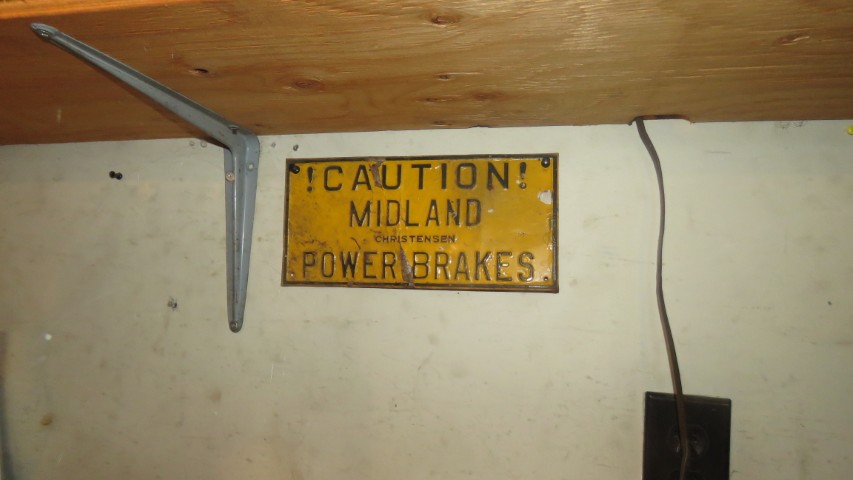 !CAUTION!
MIDLAND
CHRISTENSEN
POWER BRAKES